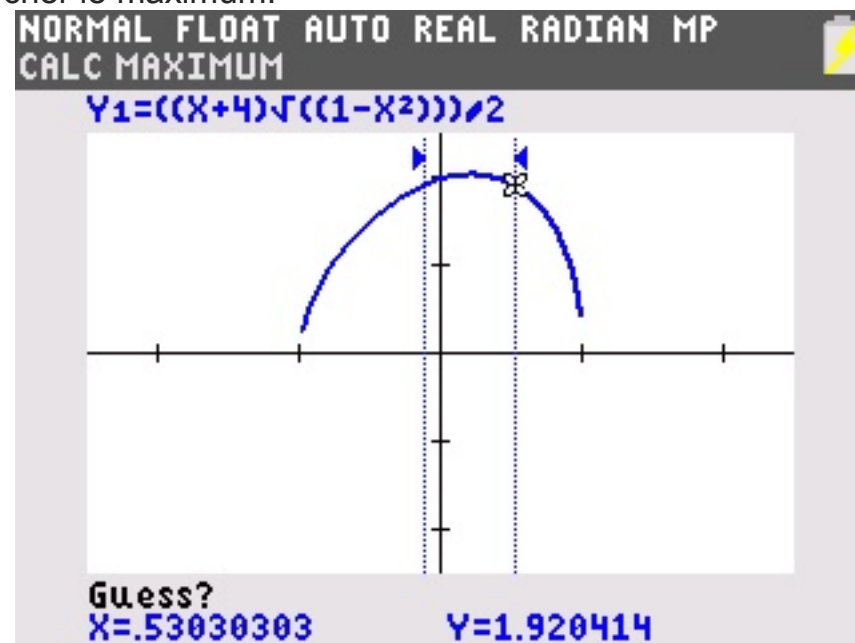 NORMAL FLOAT AUTO REAL RADIAN MP
CALC MAXIMUM
Y₁=((X+4)√((1-X²)))/2
Guess?
X=.53030303 Y=1.920414